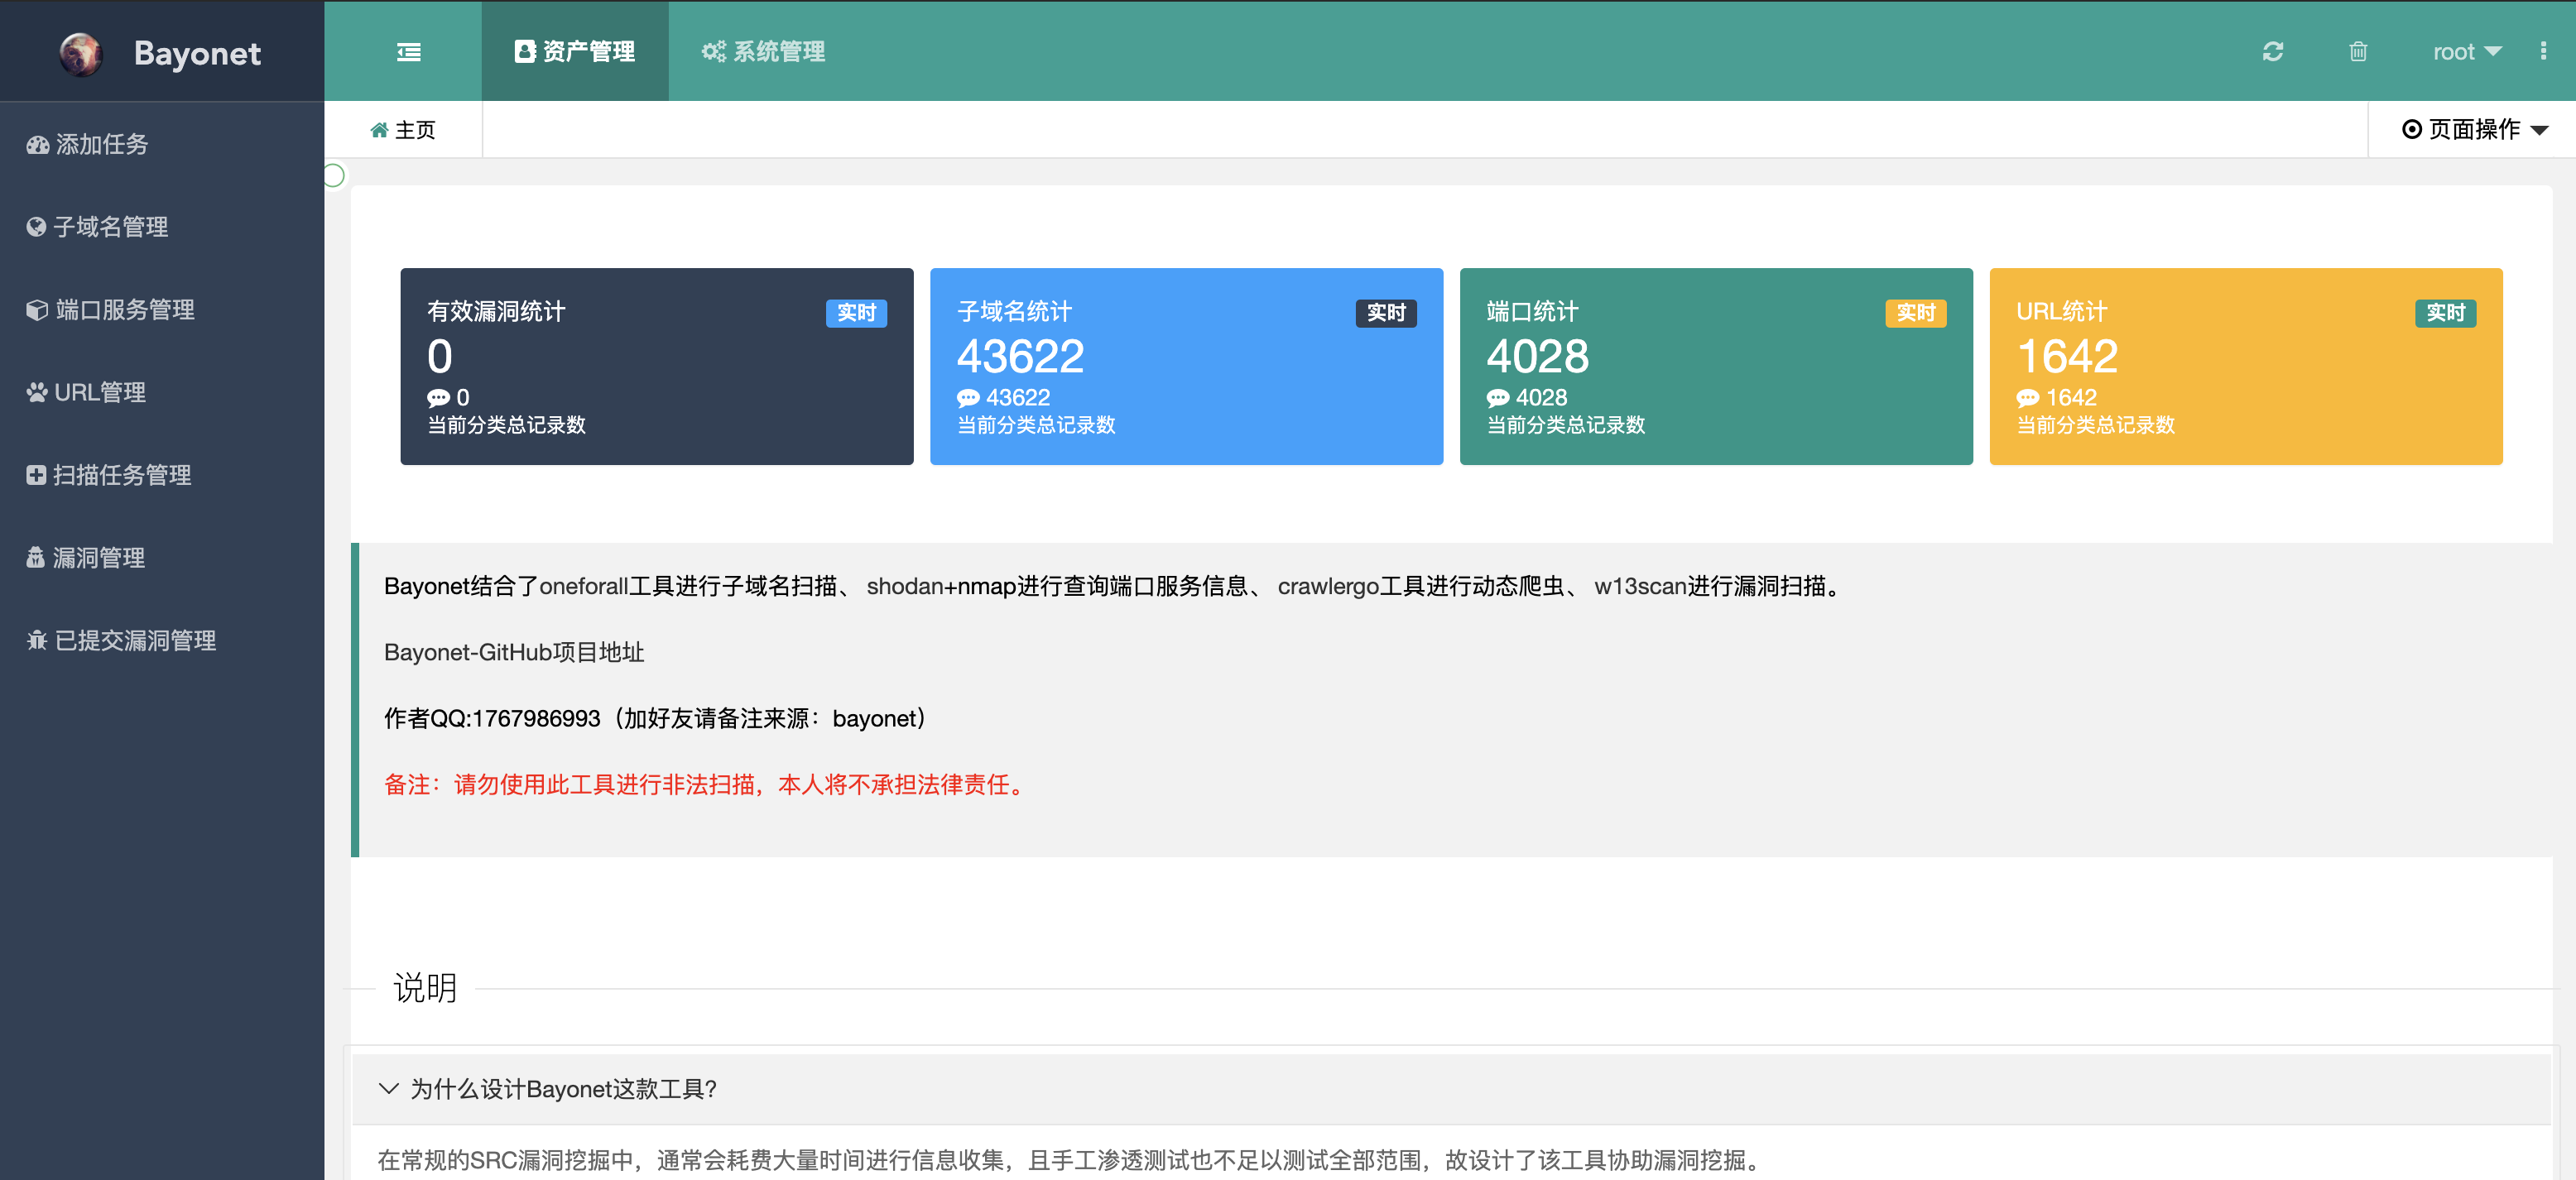 Bayonet
资产管理
系统管理
root
添加任务
子域名管理
端口服务管理
URL管理
扫描任务管理
漏洞管理
已提交漏洞管理
主页
页面操作
有效漏洞统计 实时
0
0
当前分类总记录数
子域名统计 实时
43622
43622
当前分类总记录数
端口统计 实时
4028
4028
当前分类总记录数
URL统计 实时
1642
1642
当前分类总记录数
Bayonet结合了oneforall工具进行子域名扫描、 shodan+nmap进行查询端口服务信息、 crawlergo工具进行动态爬虫、 w13scan进行漏洞扫描。
Bayonet-GitHub项目地址
作者QQ:1767986993（加好友请备注来源：bayonet）
备注：请勿使用此工具进行非法扫描，本人将不承担法律责任。
说明
为什么设计Bayonet这款工具?
在常规的SRC漏洞挖掘中，通常会耗费大量时间进行信息收集，且手工渗透测试也不足以测试全部范围，故设计了该工具协助漏洞挖掘。